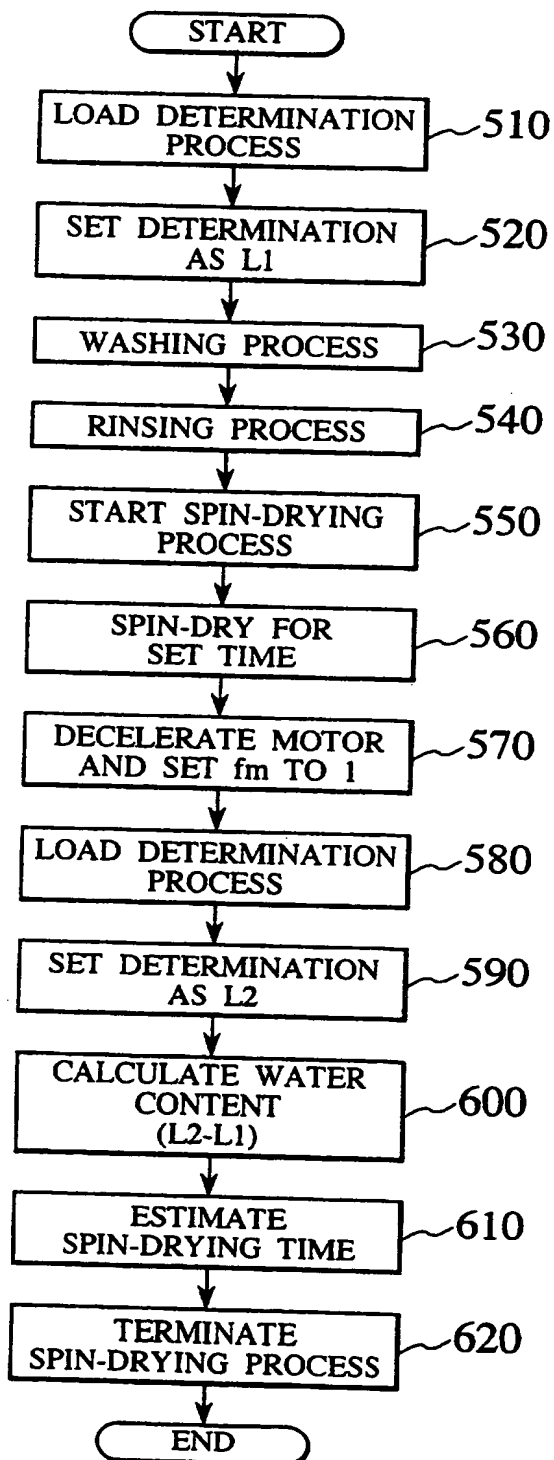 START
LOAD DETERMINATION
PROCESS
510
SET DETERMINATION
AS L1
520
WASHING PROCESS
530
RINSING PROCESS
540
START SPIN-DRYING
PROCESS
550
SPIN-DRY FOR
SET TIME
560
DECELERATE MOTOR
AND SET fm TO 1
570
LOAD DETERMINATION
PROCESS
580
SET DETERMINATION
AS L2
590
CALCULATE WATER
CONTENT
(L2-L1)
600
ESTIMATE
SPIN-DRYING TIME
610
TERMINATE
SPIN-DRYING PROCESS
620
END